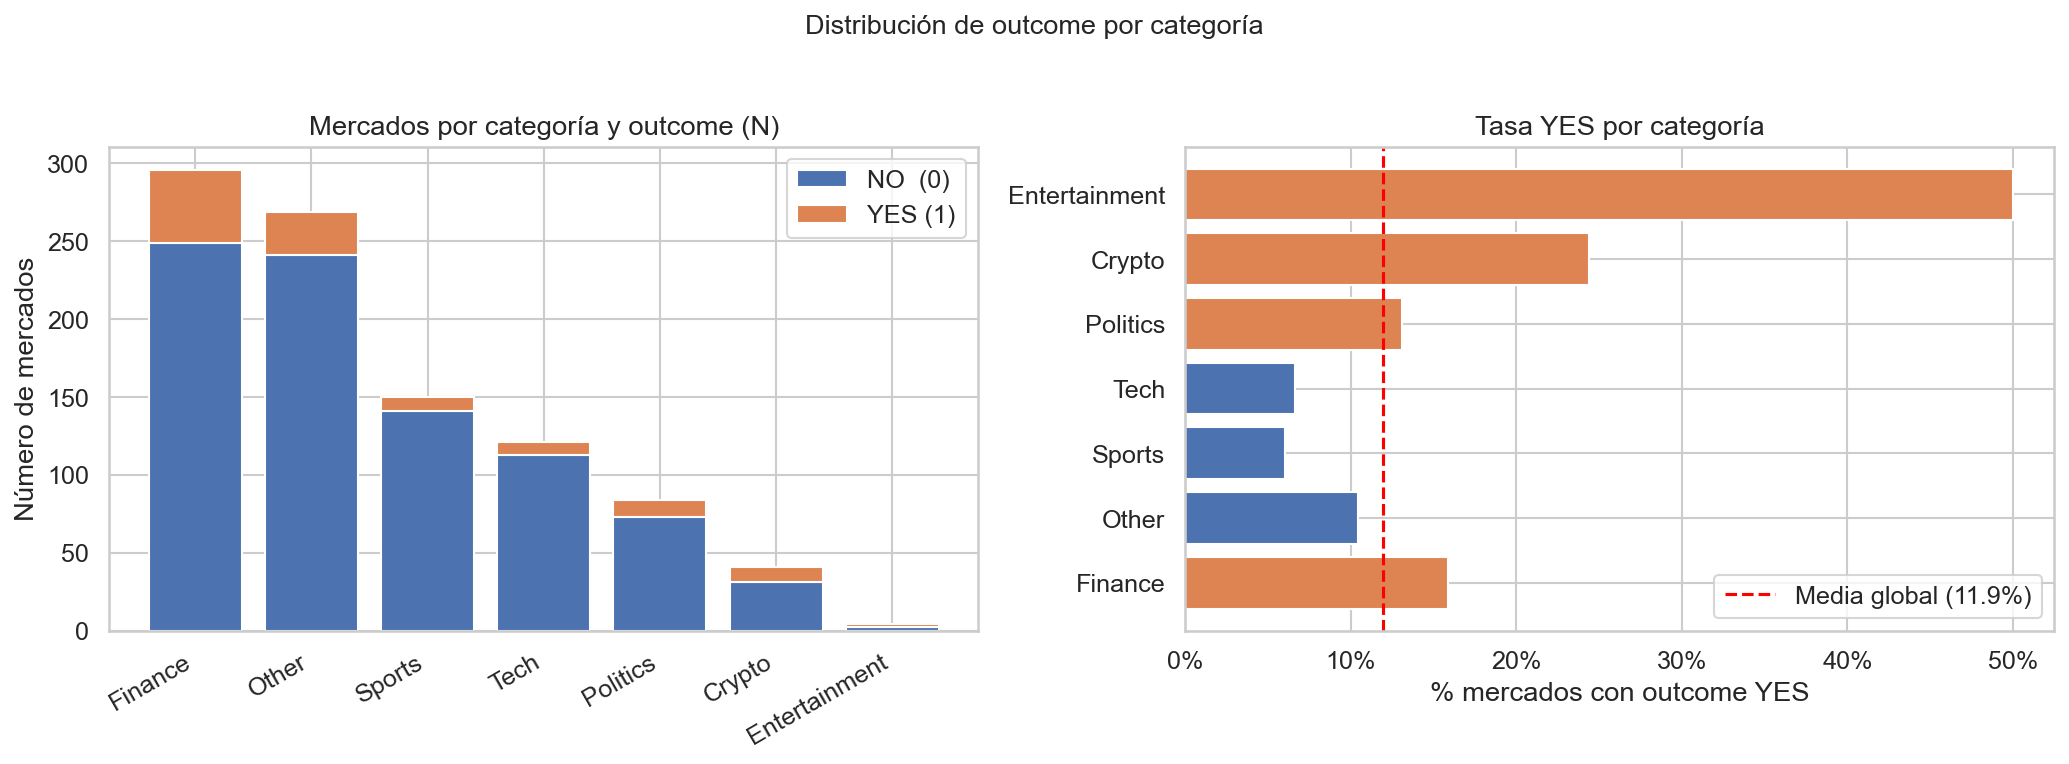 Distribución de outcome por categoría
Mercados por categoría y outcome (N)
Número de mercados
300
250
200
150
100
50
0
NO (0)
YES (1)
Finance
Other
Sports
Tech
Politics
Crypto
Entertainment
Tasa YES por categoría
Entertainment
Crypto
Politics
Tech
Sports
Other
Finance
Media global (11.9%)
0%
10%
20%
30%
40%
50%
% mercados con outcome YES